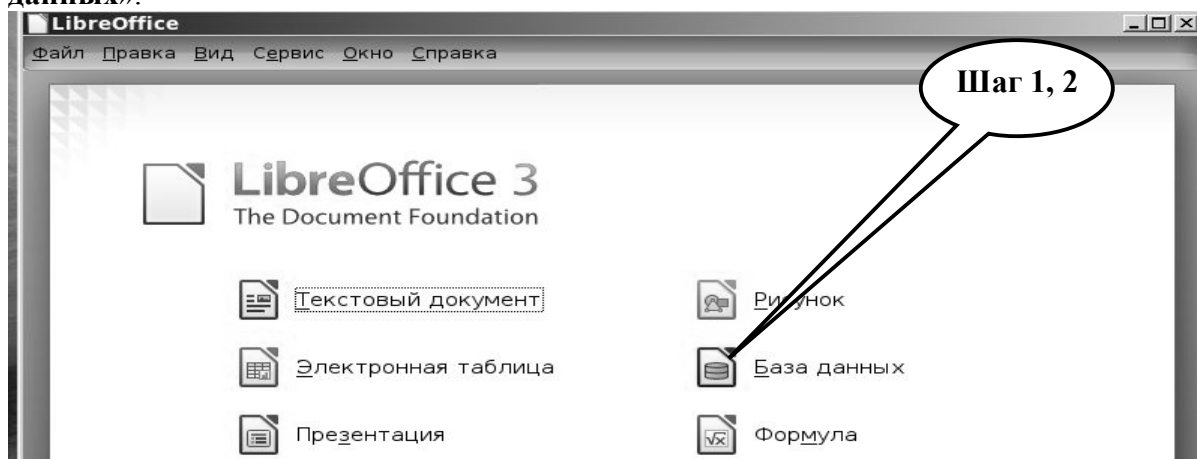 данных».
LibreOffice
Файл Правка Вид Сервис Окно Справка
Шаг 1, 2
LibreOffice 3
The Document Foundation
Текстовый документ
Рисунок
Электронная таблица
База данных
Презентация
Формула